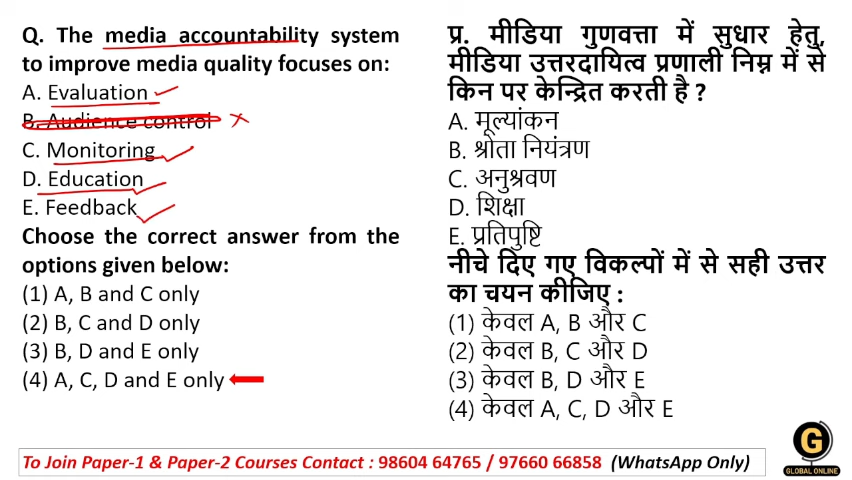 Q. The media accountability system
to improve media quality focuses on:
A. Evaluation
B. Audience control
C. Monitoring
D. Education
E. Feedback
Choose the correct answer from the
options given below:
(1) A, B and C only
(2) B, C and D only
(3) B, D and E only
(4) A, C, D and E only
प्र. मीडिया गुणवत्ता में सुधार हेतु,
मीडिया उत्तरदायित्व प्रणाली निम्न में से
किन पर केन्द्रित करती है ?
A. मूल्यांकन
B. श्रोता नियंत्रण
C. अनुश्रवण
D. शिक्षा
E. प्रतिपुष्टि
नीचे दिए गए विकल्पों में से सही उत्तर
का चयन कीजिए :
(1) केवल A, B और C
(2) केवल B, C और D
(3) केवल B, D और E
(4) केवल A, C, D और E
To Join Paper-1 & Paper-2 Courses Contact : 98604 64765 / 97660 66858 (WhatsApp Only)
G
GLOBAL ONLINE